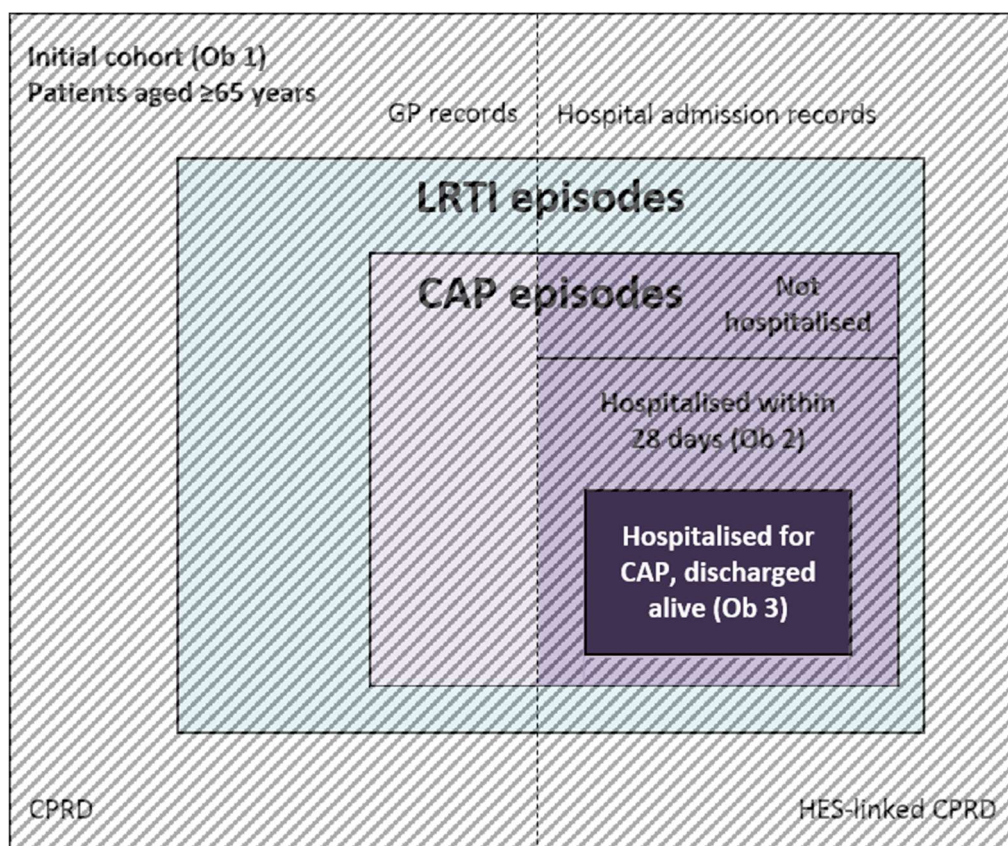 Initial cohort (Ob 1)
Patients aged ≥65 years
GP records
Hospital admission records
LRTI episodes
CAP episodes
Not
hospitalised
Hospitalised within
28 days (Ob 2)
Hospitalised for
CAP, discharged
alive (Ob 3)
CPRD
HES-linked CPRD